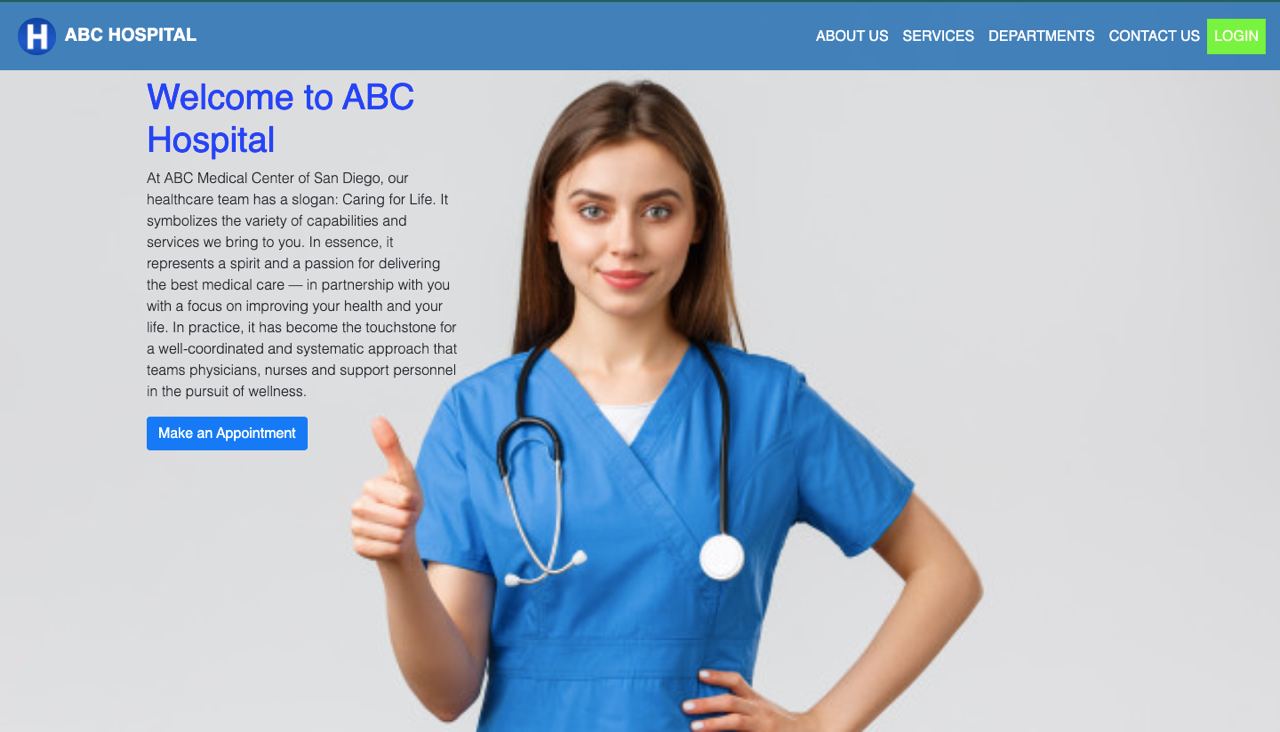 H ABC HOSPITAL
ABOUT US SERVICES DEPARTMENTS CONTACT US LOGIN
Welcome to ABC
Hospital
At ABC Medical Center of San Diego, our
healthcare team has a slogan: Caring for Life. It
symbolizes the variety of capabilities and
services we bring to you. In essence, it
represents a spirit and a passion for delivering
the best medical care — in partnership with you
with a focus on improving your health and your
life. In practice, it has become the touchstone for
a well-coordinated and systematic approach that
teams physicians, nurses and support personnel
in the pursuit of wellness.
Make an Appointment